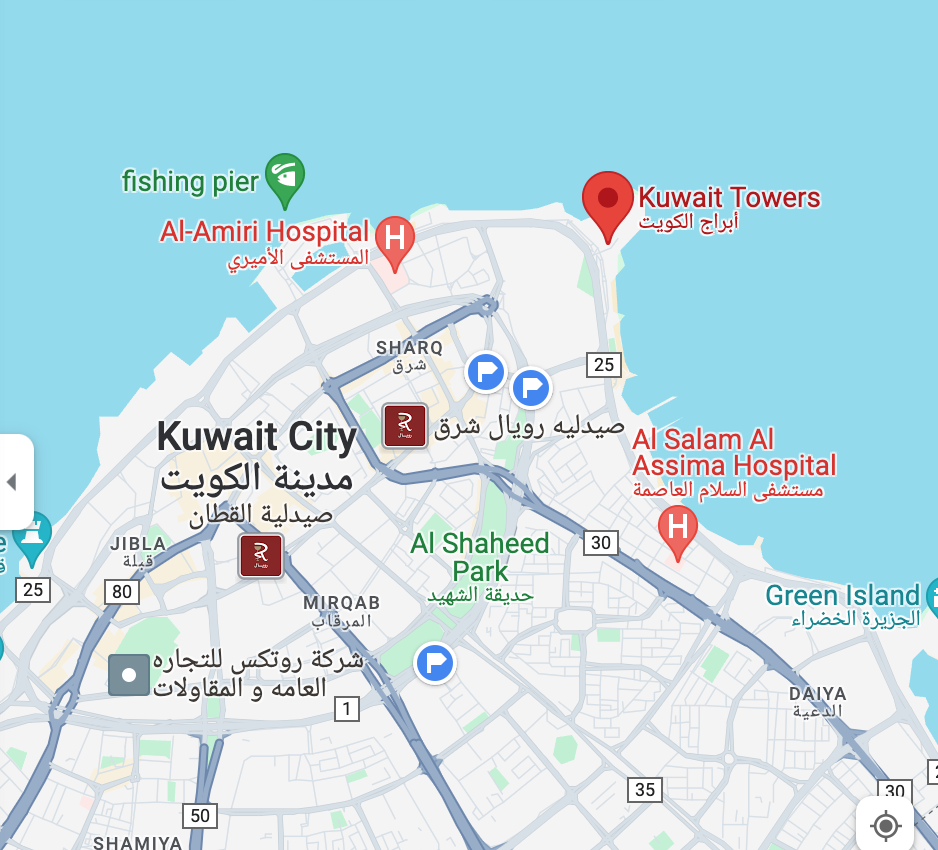 fishing pier
Kuwait Towers
أبراج الكويت
Al-Amiri Hospital
المستشفى الأميري
SHARQ
شرق
25
صيدليه رويال شرق
Kuwait City
مدينة الكويت
صيدلية القطان
Al Salam Al
Assima Hospital
مستشفى السلام العاصمة
JIBLA
قبلة
Al Shaheed
Park
حديقة الشهيد
30
25
80
MIRQAB
المرقاب
Green Island
الجزيرة الخضراء
شركة روتكس للتجاره
العامه و المقاولات
1
DAIYA
الدعية
35
30
50
SHAMIYA